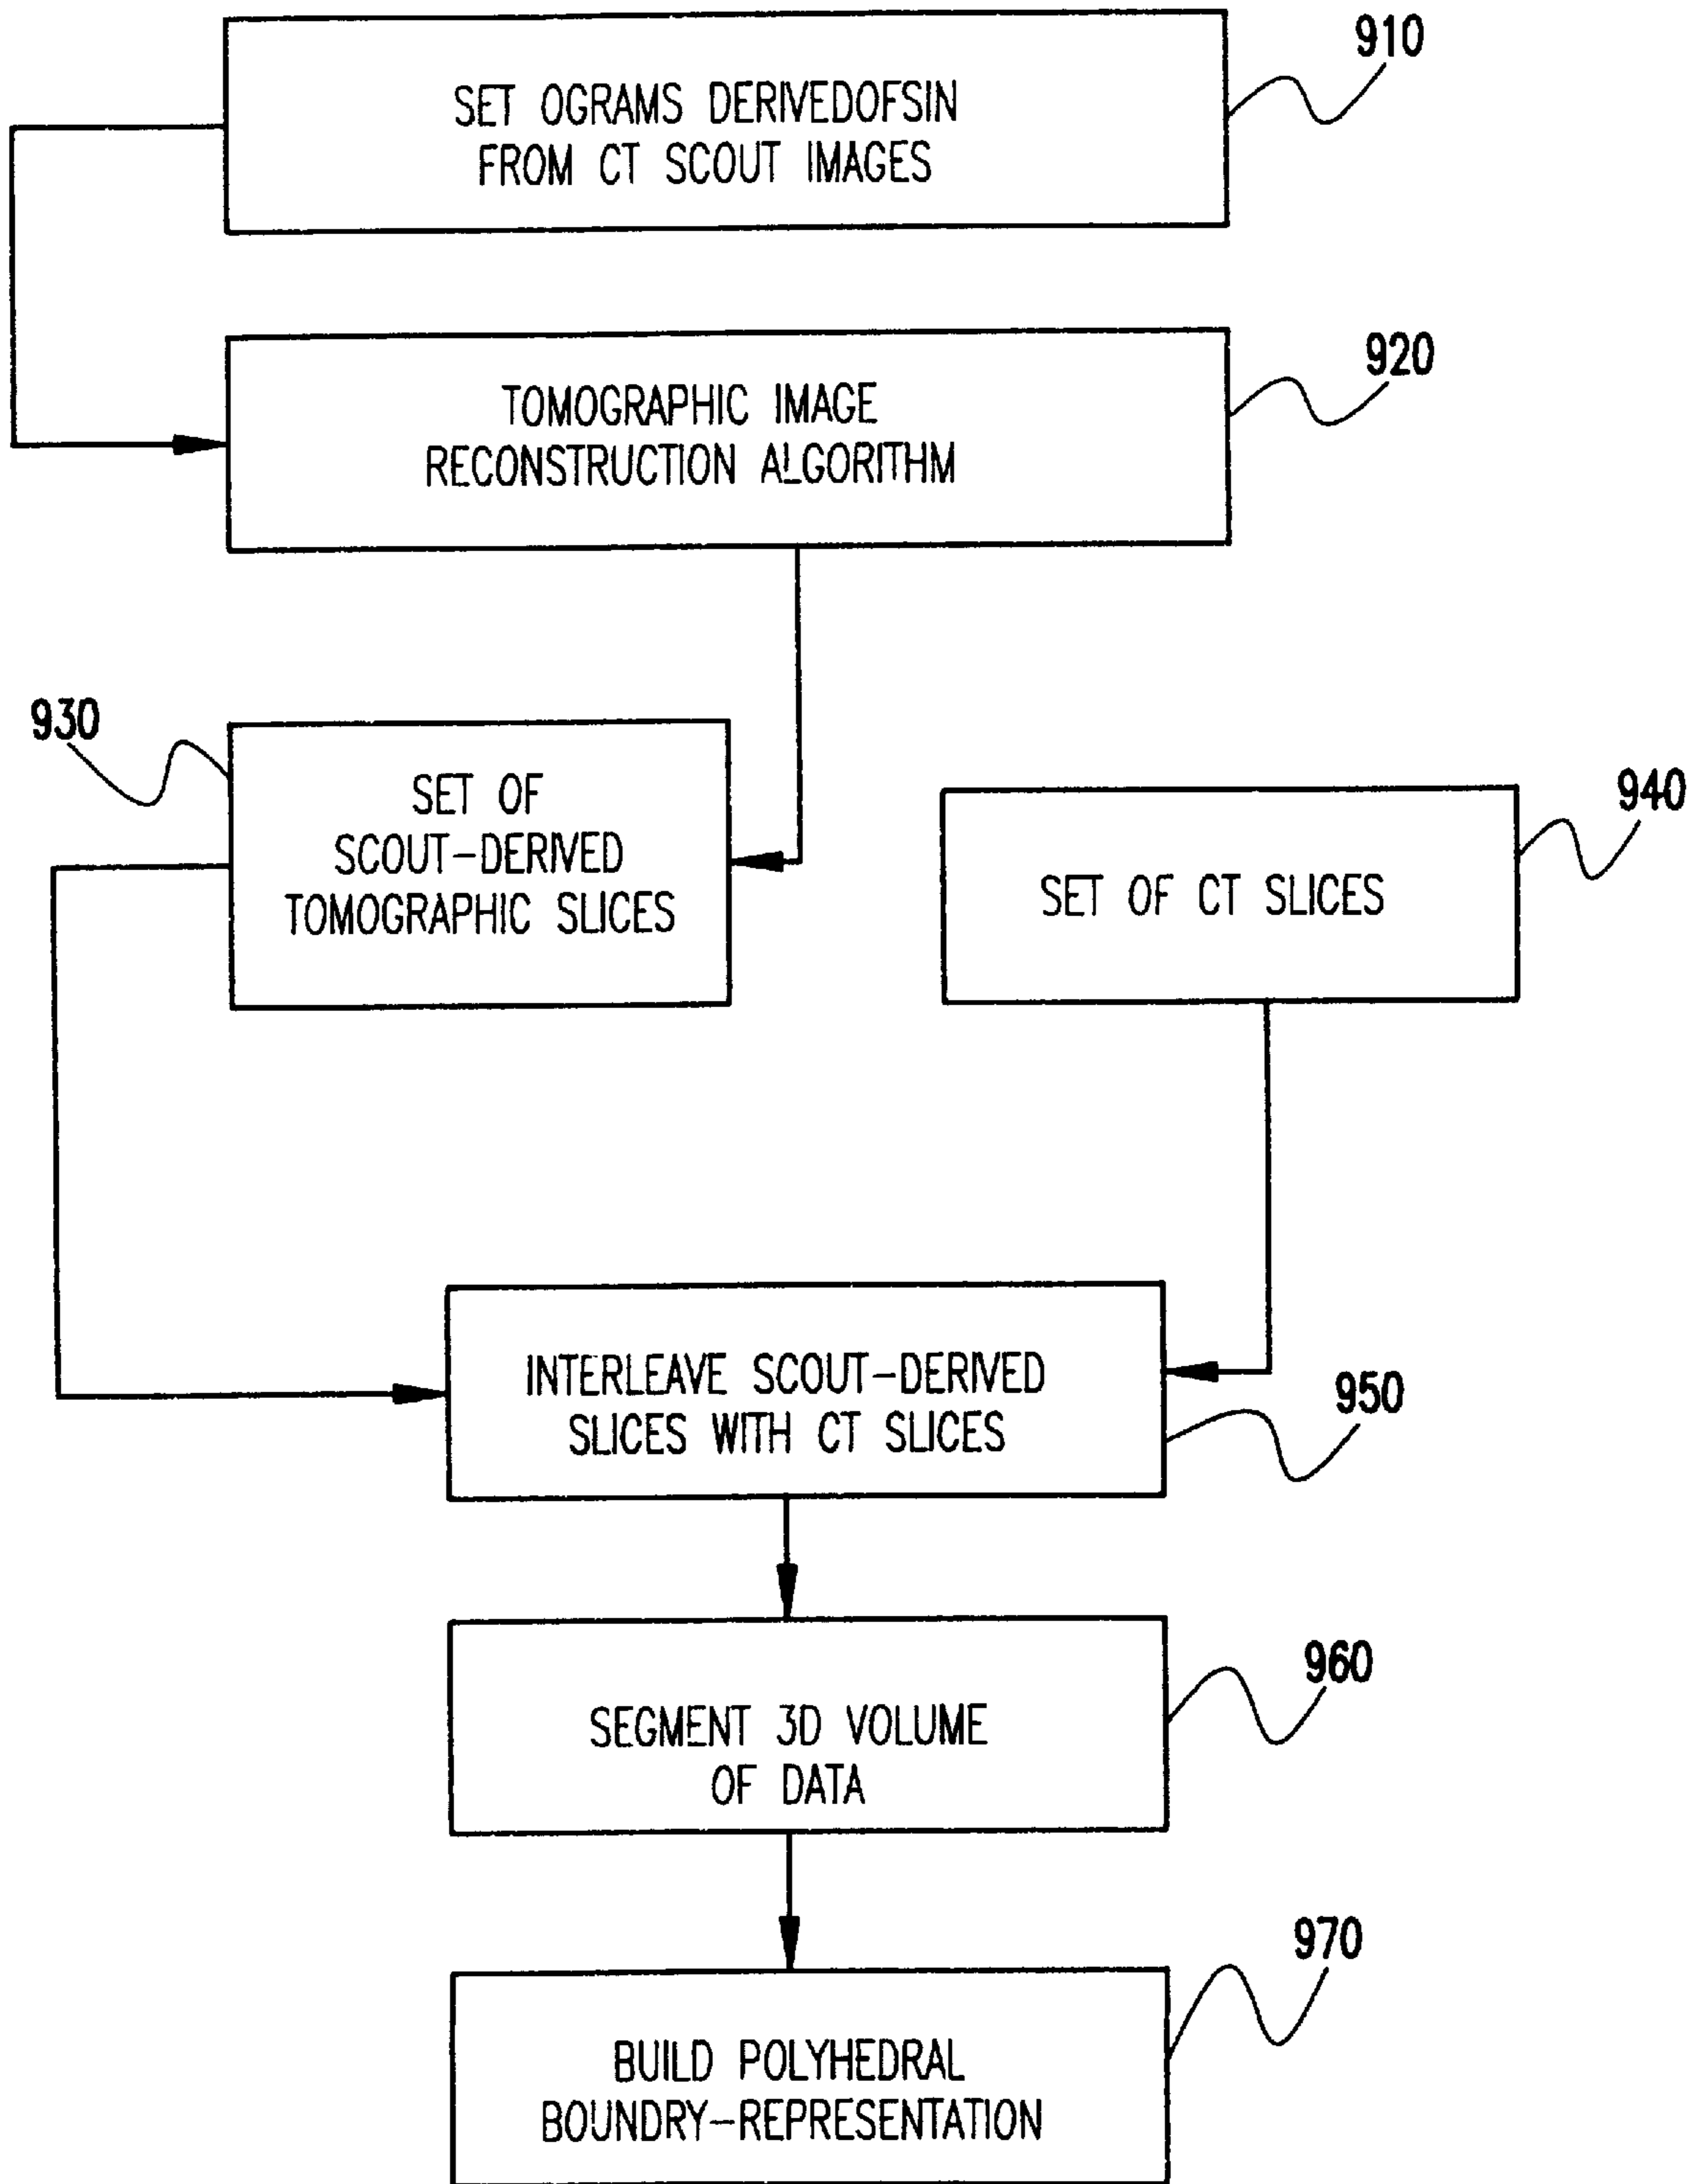 910
SET OGRAMS DERIVEDOFSIN
FROM CT SCOUT IMAGES
920
TOMOGRAPHIC IMAGE
RECONSTRUCTION ALGORITHM
930
SET OF
SCOUT-DERIVED
TOMOGRAPHIC SLICES
940
SET OF CT SLICES
INTERLEAVE SCOUT-DERIVED
SLICES WITH CT SLICES
950
960
SEGMENT 3D VOLUME
OF DATA
970
BUILD POLYHEDRAL
BOUNDRY-REPRESENTATION